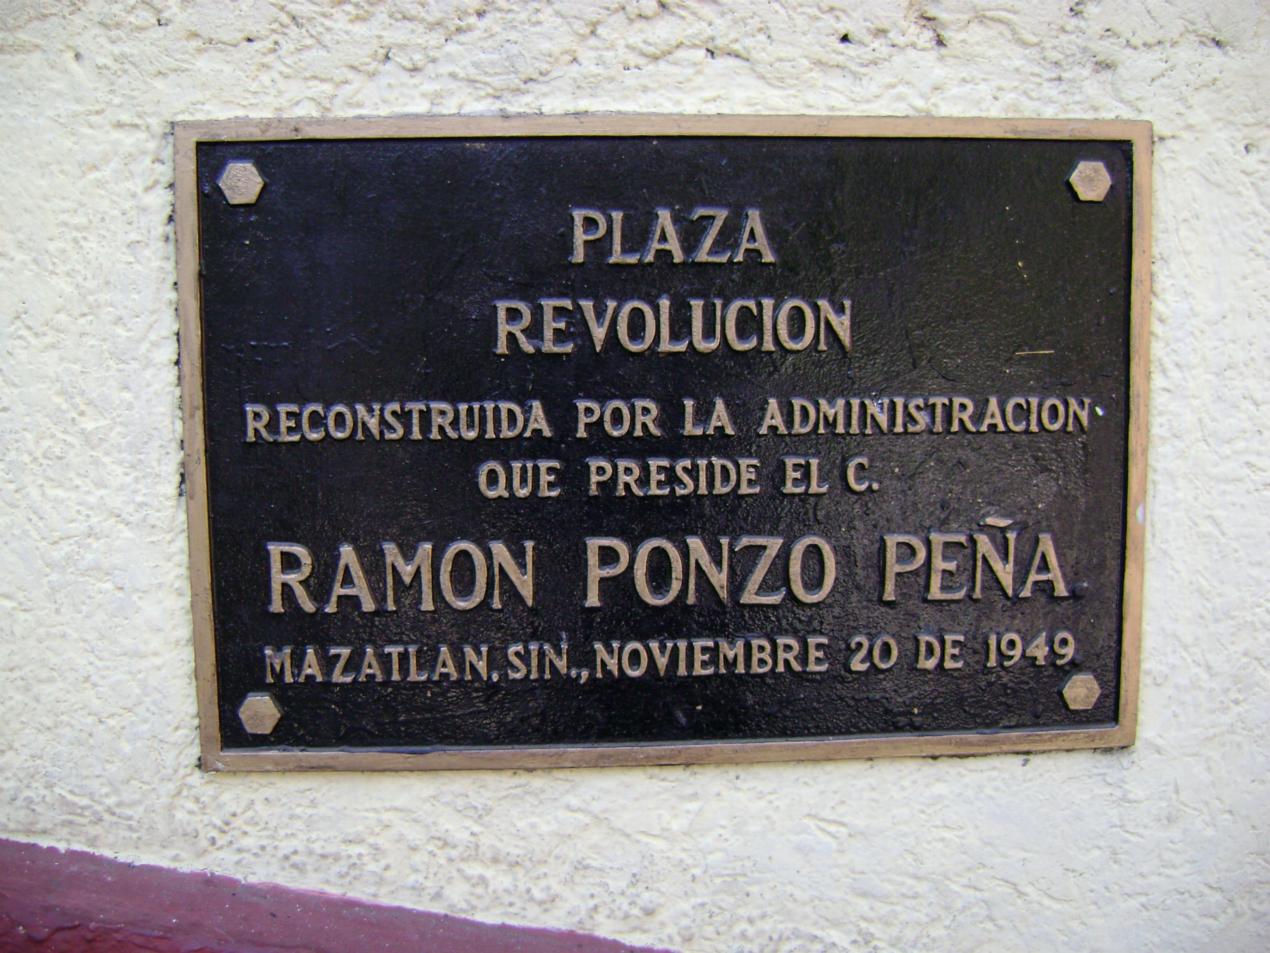 PLAZA
REVOLUCION
RECONSTRUIDA POR LA ADMINISTRACION
QUE PRESIDE EL C.
RAMON PONZO PEÑA
MAZATLAN, SIN., NOVIEMBRE 20 DE 1949